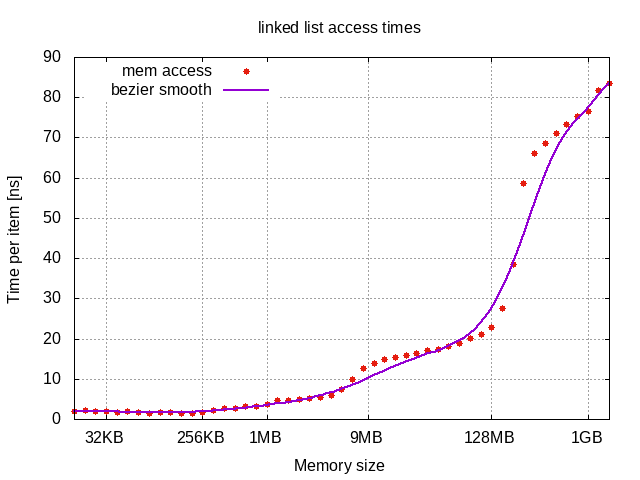 linked list access times
mem access
bezier smooth
90
80
70
60
50
40
30
20
10
0
Time per item [ns]
32KB 256KB 1MB 9MB 128MB 1GB
Memory size